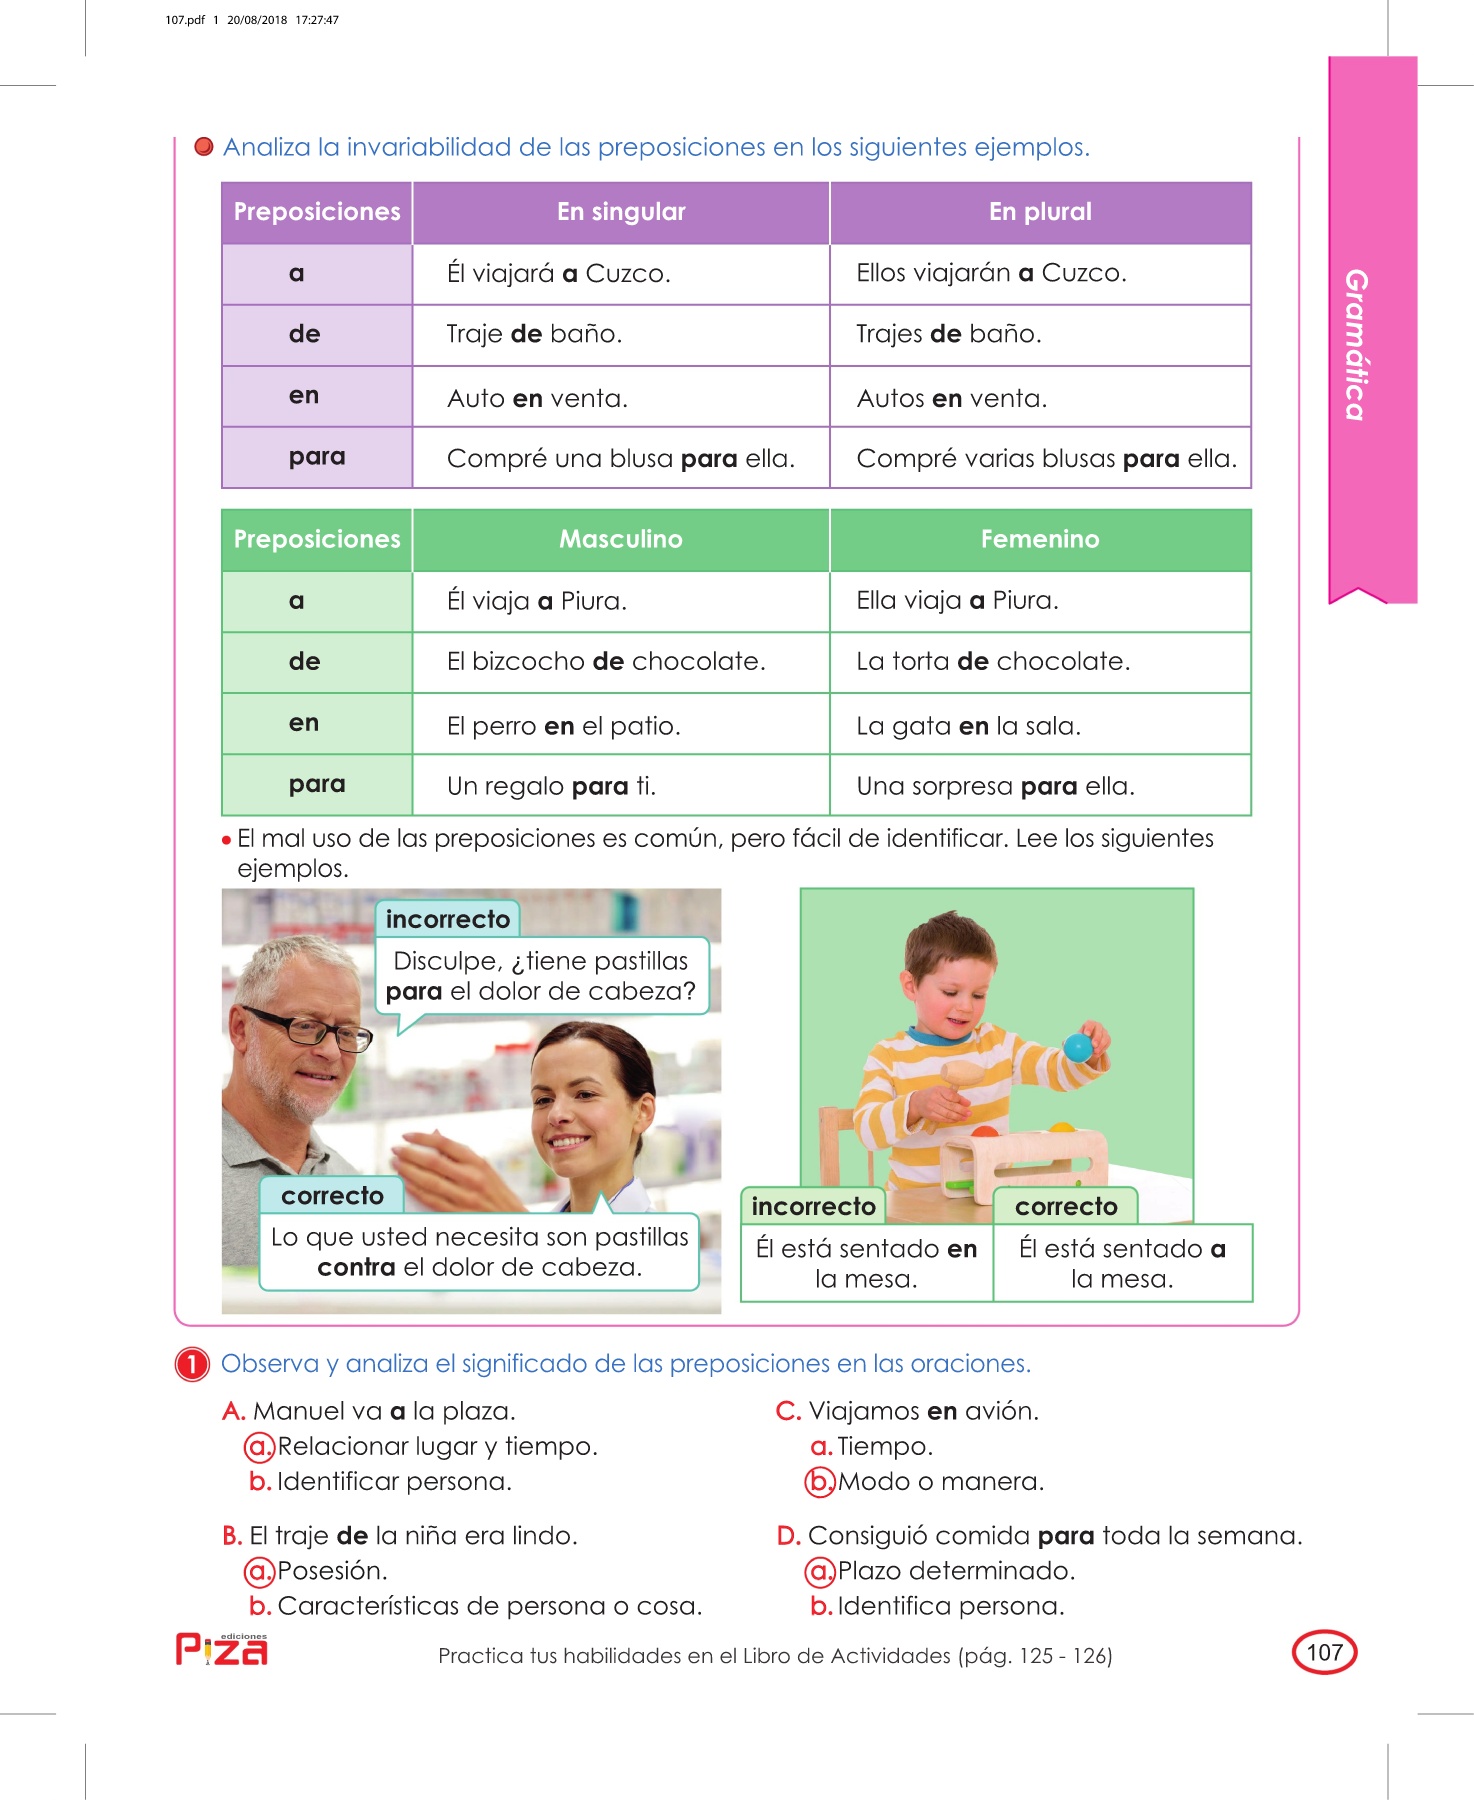 107.pdf 1 20/08/2018 17:27:47
Analiza la invariabilidad de las preposiciones en los siguientes ejemplos.
Preposiciones En singular En plural
a Él viajará a Cuzco. Ellos viajarán a Cuzco.
de Traje de baño. Trajes de baño.
en Auto en venta. Autos en venta.
para Compré una blusa para ella. Compré varias blusas para ella.
Preposiciones Masculino Femenino
a Él viaja a Piura. Ella viaja a Piura.
de El bizcocho de chocolate. La torta de chocolate.
en El perro en el patio. La gata en la sala.
para Un regalo para ti. Una sorpresa para ella.
• El mal uso de las preposiciones es común, pero fácil de identificar. Lee los siguientes
ejemplos.
incorrecto
Disculpe, ¿tiene pastillas
para el dolor de cabeza?
correcto
Lo que usted necesita son pastillas
contra el dolor de cabeza.
incorrecto
Él está sentado en
la mesa.
correcto
Él está sentado a
la mesa.
Gramática
1 Observa y analiza el significado de las preposiciones en las oraciones.
A. Manuel va a la plaza.
a. Relacionar lugar y tiempo.
b. Identificar persona.
B. El traje de la niña era lindo.
a. Posesión.
b. Características de persona o cosa.
C. Viajamos en avión.
a. Tiempo.
b. Modo o manera.
D. Consiguió comida para toda la semana.
a. Plazo determinado.
b. Identifica persona.
ediciones
Piza
Practica tus habilidades en el Libro de Actividades (pág. 125 - 126)
107